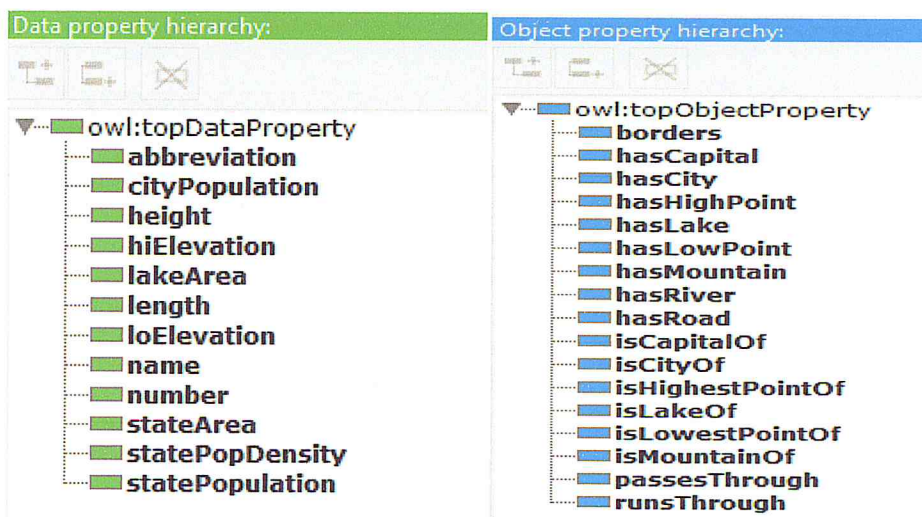 Data property hierarchy:
owl:topDataProperty
abbreviation
cityPopulation
height
hiElevation
lakeArea
length
loElevation
name
number
stateArea
statePopDensity
statePopulation
Object property hierarchy:
owl:topObjectProperty
borders
hasCapital
hasCity
hasHighPoint
hasLake
hasLowPoint
hasMountain
hasRiver
hasRoad
isCapitalOf
isCityOf
isHighestPointOf
isLakeOf
isLowestPointOf
isMountainOf
passesThrough
runsThrough